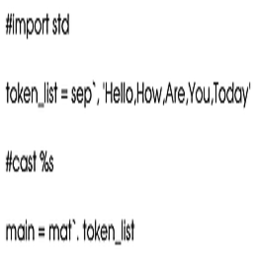 #import std
token_list = sep`, 'Hello,How,Are,You,Today'
#cast %s
main = mat`. token_list